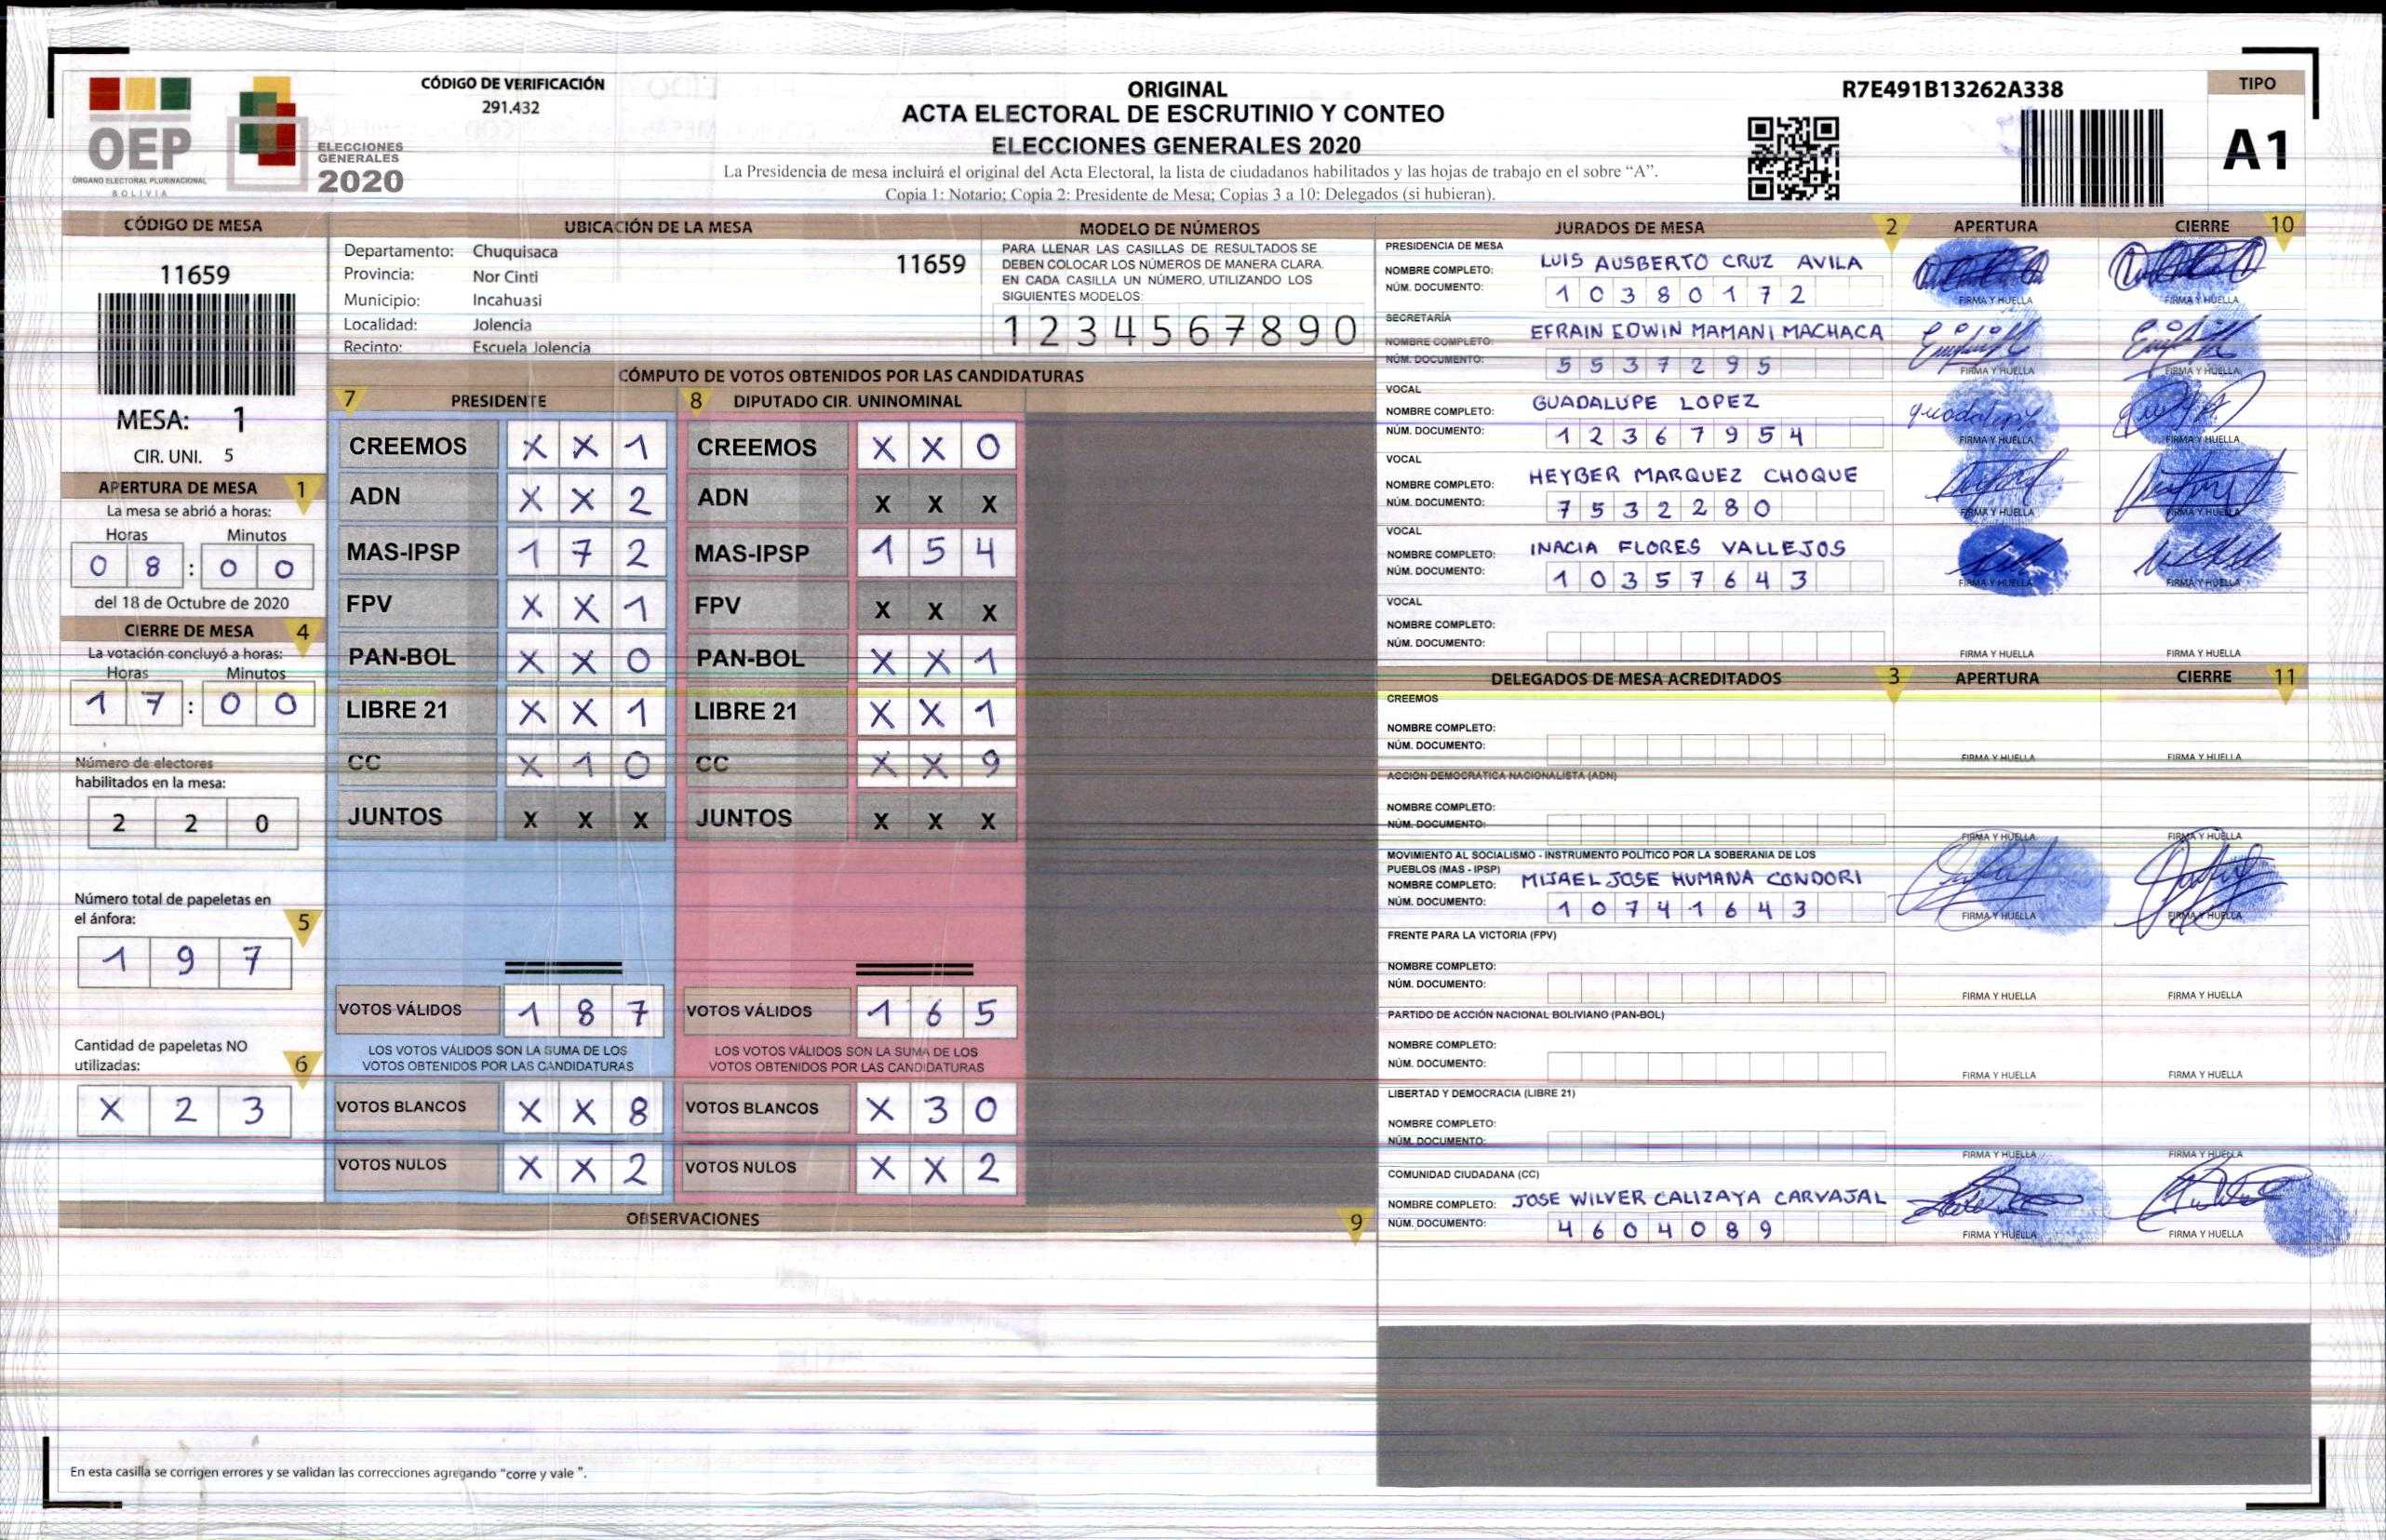 CÓDIGO DE VERIFICACIÓN
291.432
OEP
ÓRGANO ELECTORAL PLURINACIONAL
BOLIVIA
ELECCIONES
GENERALES
2020
ORIGINAL
ACTA ELECTORAL DE ESCRUTINIO Y CONTEO
ELECCIONES GENERALES 2020
La Presidencia de mesa incluirá el original del Acta Electoral, la lista de ciudadanos habilitados y las hojas de trabajo en el sobre “A”.
Copia 1: Notario; Copia 2: Presidente de Mesa; Copias 3 a 10: Delegados (si hubieran).
R7E491B13262A338
TIPO
A1
CÓDIGO DE MESA
11659
MESA: 1
CIR. UNI. 5
APERTURA DE MESA 1
La mesa se abrió a horas:
Horas Minutos
0 8 : 0 0
del 18 de Octubre de 2020
CIERRE DE MESA 4
La votación concluyó a horas:
Horas Minutos
1 7 : 0 0
Número de electores
habilitados en la mesa:
2 2 0
Número total de papeletas en
el ánfora: 5
1 9 7
Cantidad de papeletas NO
utilizadas: 6
X 2 3
UBICACIÓN DE LA MESA
Departamento: Chuquisaca
11659
Provincia: Nor Cinti
Municipio: Incahuasi
Localidad: Jolencia
Recinto: Escuela Jolencia
MODELO DE NÚMEROS
PARA LLENAR LAS CASILLAS DE RESULTADOS SE
DEBEN COLOCAR LOS NÚMEROS DE MANERA CLARA.
EN CADA CASILLA UN NÚMERO, UTILIZANDO LOS
SIGUIENTES MODELOS:
1 2 3 4 5 6 7 8 9 0
CÓMPUTO DE VOTOS OBTENIDOS POR LAS CANDIDATURAS
7 PRESIDENTE 8 DIPUTADO CIR. UNINOMINAL
CREEMOS X X 1 CREEMOS X X 0
ADN X X 2 ADN X X X
MAS-IPSP 1 7 2 MAS-IPSP 1 5 4
FPV X X 1 FPV X X X
PAN-BOL X X 0 PAN-BOL X X 1
LIBRE 21 X X 1 LIBRE 21 X X 1
CC X 1 0 CC X X 9
JUNTOS X X X JUNTOS X X X
VOTOS VÁLIDOS 1 8 7 VOTOS VÁLIDOS 1 6 5
LOS VOTOS VÁLIDOS SON LA SUMA DE LOS LOS VOTOS VÁLIDOS SON LA SUMA DE LOS
VOTOS OBTENIDOS POR LAS CANDIDATURAS VOTOS OBTENIDOS POR LAS CANDIDATURAS
VOTOS BLANCOS X X 8 VOTOS BLANCOS X 3 0
VOTOS NULOS X X 2 VOTOS NULOS X X 2
OBSERVACIONES 9
En esta casilla se corrigen errores y se validan las correcciones agregando "corre y vale ".
JURADOS DE MESA 2 APERTURA CIERRE 10
PRESIDENCIA DE MESA
NOMBRE COMPLETO: LUIS AUSBERTO CRUZ AVILA
NÚM. DOCUMENTO: 1 0 3 8 0 1 7 2
FIRMA Y HUELLA FIRMA Y HUELLA
SECRETARÍA
NOMBRE COMPLETO: EFRAIN EDWIN MAMANI MACHACA
NÚM. DOCUMENTO: 5 5 3 7 2 9 5
FIRMA Y HUELLA FIRMA Y HUELLA
VOCAL
NOMBRE COMPLETO: GUADALUPE LOPEZ
NÚM. DOCUMENTO: 1 2 3 6 7 9 5 4
FIRMA Y HUELLA FIRMA Y HUELLA
VOCAL
NOMBRE COMPLETO: HEYBER MARQUEZ CHOQUE
NÚM. DOCUMENTO: 7 5 3 2 2 8 0
FIRMA Y HUELLA FIRMA Y HUELLA
VOCAL
NOMBRE COMPLETO: INACIA FLORES VALLEJOS
NÚM. DOCUMENTO: 1 0 3 5 7 6 4 3
FIRMA Y HUELLA FIRMA Y HUELLA
VOCAL
NOMBRE COMPLETO:
NÚM. DOCUMENTO:
FIRMA Y HUELLA FIRMA Y HUELLA
DELEGADOS DE MESA ACREDITADOS 3 APERTURA CIERRE 11
CREEMOS
NOMBRE COMPLETO:
NÚM. DOCUMENTO:
FIRMA Y HUELLA FIRMA Y HUELLA
ACCIÓN DEMOCRÁTICA NACIONALISTA (ADN)
NOMBRE COMPLETO:
NÚM. DOCUMENTO:
FIRMA Y HUELLA FIRMA Y HUELLA
MOVIMIENTO AL SOCIALISMO - INSTRUMENTO POLÍTICO POR LA SOBERANIA DE LOS
PUEBLOS (MAS - IPSP)
NOMBRE COMPLETO: MIJAEL JOSE HUMANA CONDORI
NÚM. DOCUMENTO: 1 0 7 4 1 6 4 3
FIRMA Y HUELLA FIRMA Y HUELLA
FRENTE PARA LA VICTORIA (FPV)
NOMBRE COMPLETO:
NÚM. DOCUMENTO:
FIRMA Y HUELLA FIRMA Y HUELLA
PARTIDO DE ACCIÓN NACIONAL BOLIVIANO (PAN-BOL)
NOMBRE COMPLETO:
NÚM. DOCUMENTO:
FIRMA Y HUELLA FIRMA Y HUELLA
LIBERTAD Y DEMOCRACIA (LIBRE 21)
NOMBRE COMPLETO:
NÚM. DOCUMENTO:
FIRMA Y HUELLA FIRMA Y HUELLA
COMUNIDAD CIUDADANA (CC)
NOMBRE COMPLETO: JOSE WILVER CALIZAYA CARVAJAL
NÚM. DOCUMENTO: 4 6 0 4 0 8 9
FIRMA Y HUELLA FIRMA Y HUELLA